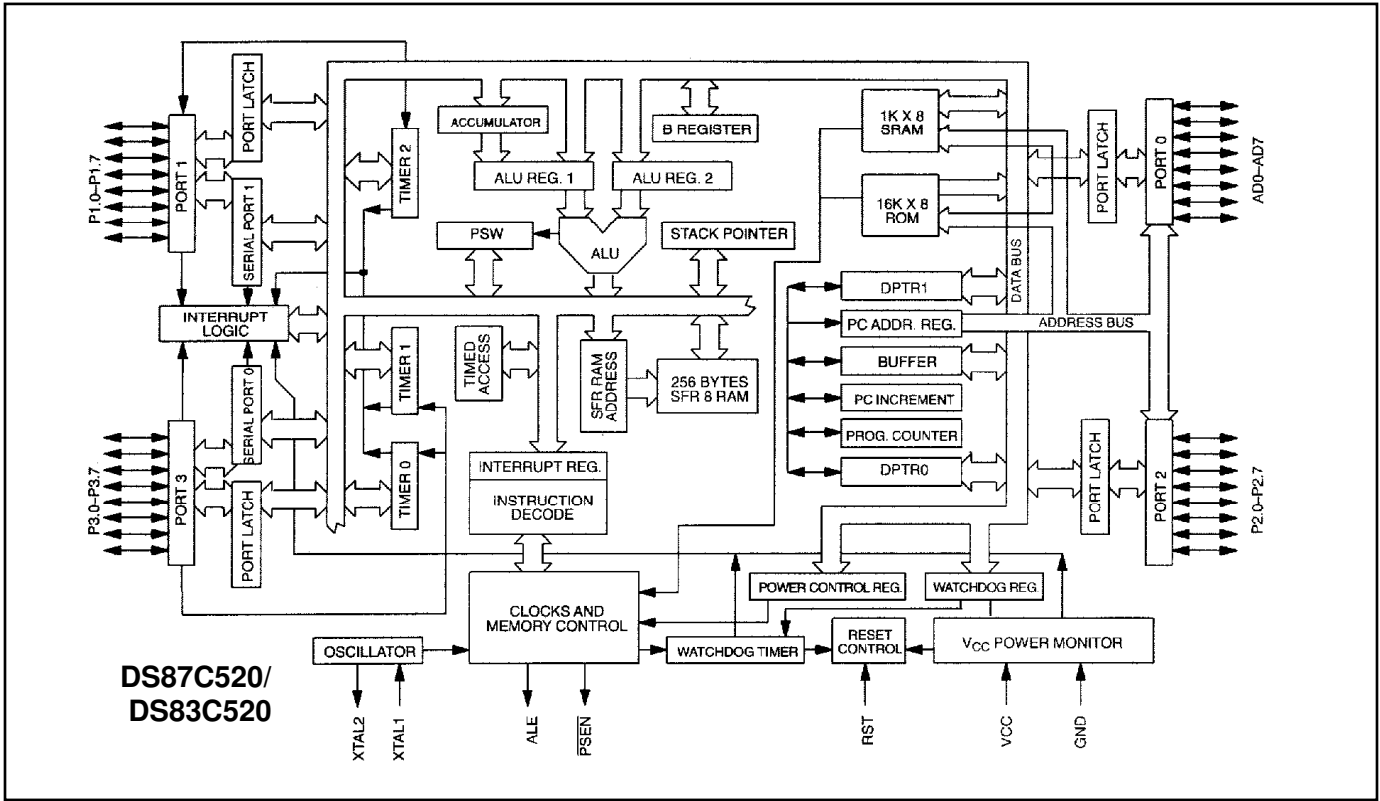 P1.0–P1.7
PORT 1
PORT LATCH
SERIAL PORT 1
INTERRUPT
LOGIC
SERIAL PORT 0
P3.0–P3.7
PORT 3
PORT LATCH
TIMER 2
TIMER 1
TIMER 0
ACCUMULATOR
B REGISTER
ALU REG. 1
ALU REG. 2
PSW
ALU
STACK POINTER
TIMED
ACCESS
SFR RAM
ADDRESS
256 BYTES
SFR 8 RAM
INTERRUPT REG.
INSTRUCTION
DECODE
1K X 8
SRAM
16K X 8
ROM
DPTR1
PC ADDR. REG.
BUFFER
PC INCREMENT
PROG. COUNTER
DPTR0
DATA BUS
ADDRESS BUS
PORT LATCH
PORT 0
AD0–AD7
PORT LATCH
PORT 2
P2.0–P2.7
POWER CONTROL REG.
WATCHDOG REG.
CLOCKS AND
MEMORY CONTROL
OSCILLATOR
WATCHDOG TIMER
RESET
CONTROL
VCC POWER MONITOR
DS87C520/
DS83C520
XTAL2
XTAL1
ALE
PSEN
RST
VCC
GND